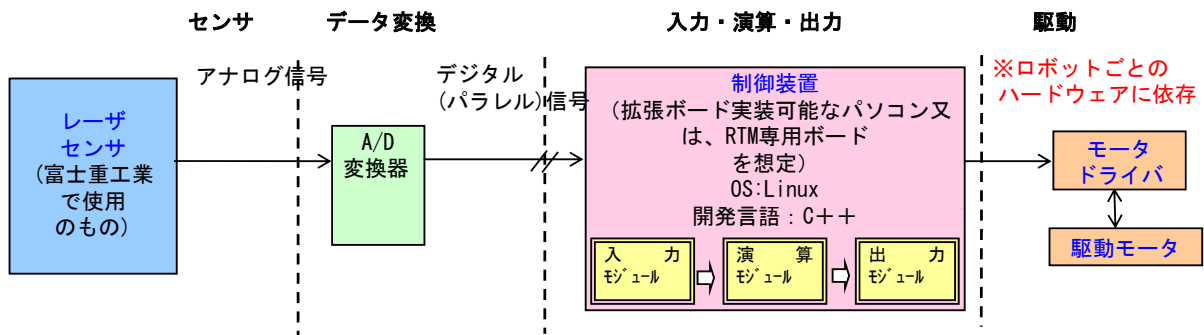 センサ
データ変換
入力・演算・出力
駆動
アナログ信号
デジタル
(パラレル)信号
※ロボットごとの
ハードウェアに依存
レーザ
センサ
(富士重工業
で使用
のもの)
A/D
変換器
制御装置
(拡張ボード実装可能なパソコン又
は、RTM専用ボード
を想定)
OS:Linux
開発言語：C++
入 力
ﾓｼﾞｭｰﾙ
演 算
ﾓｼﾞｭｰﾙ
出 力
ﾓｼﾞｭｰﾙ
モータ
ドライバ
駆動モータ